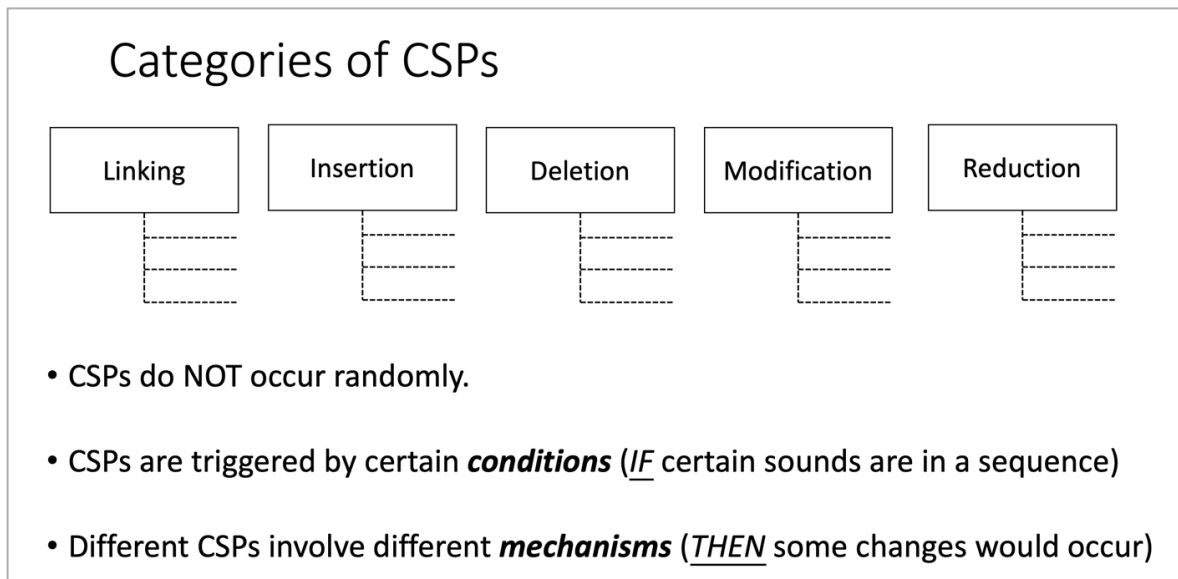 Categories of CSPs
Linking
Insertion
Deletion
Modification
Reduction
• CSPs do NOT occur randomly.
• CSPs are triggered by certain conditions (IF certain sounds are in a sequence)
• Different CSPs involve different mechanisms (THEN some changes would occur)